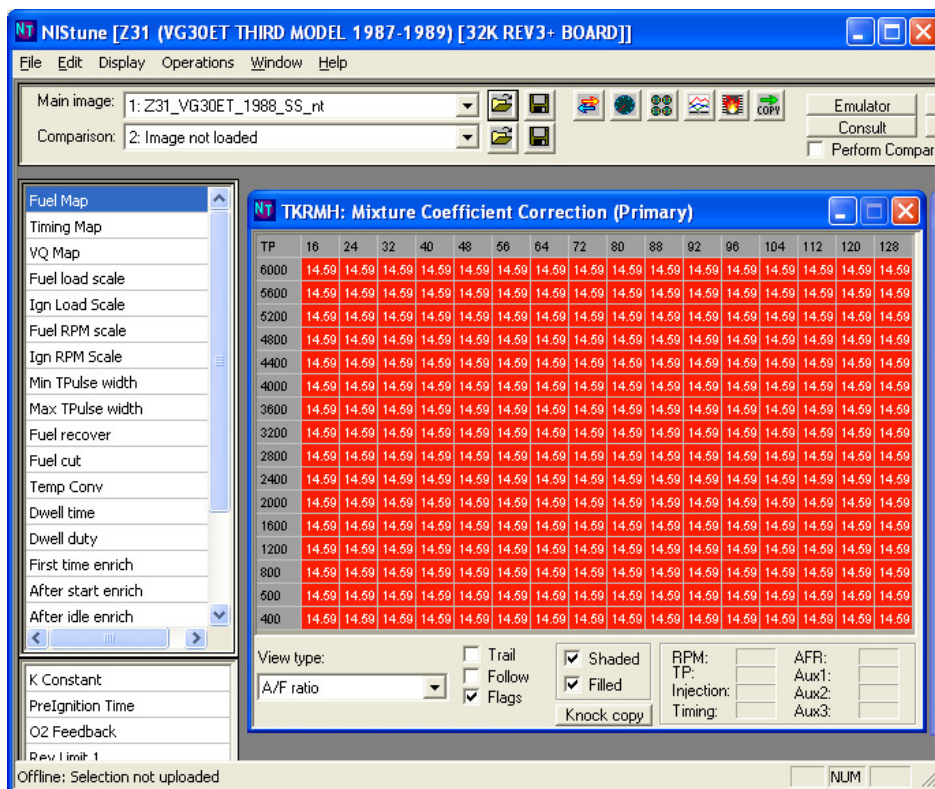 NIStune [Z31 (VG30ET THIRD MODEL 1987-1989) [32K REV3+ BOARD]]
File Edit Display Operations Window Help
Main image: 1: Z31_VG30ET_1988_SS_nt
COPY
Emulator
Comparison: 2: Image not loaded
Consult
Perform Compar
Fuel Map
Timing Map
VQ Map
Fuel load scale
Ign Load Scale
Fuel RPM scale
Ign RPM Scale
Min TPulse width
Max TPulse width
Fuel recover
Fuel cut
Temp Conv
Dwell time
Dwell duty
First time enrich
After start enrich
After idle enrich
K Constant
PreIgnition Time
O2 Feedback
Rev Limit 1
NT TKRMH: Mixture Coefficient Correction (Primary)
TP 16 24 32 40 48 56 64 72 80 88 92 96 104 112 120 128
6000 14.59 14.59 14.59 14.59 14.59 14.59 14.59 14.59 14.59 14.59 14.59 14.59 14.59 14.59 14.59 14.59
5600 14.59 14.59 14.59 14.59 14.59 14.59 14.59 14.59 14.59 14.59 14.59 14.59 14.59 14.59 14.59 14.59
5200 14.59 14.59 14.59 14.59 14.59 14.59 14.59 14.59 14.59 14.59 14.59 14.59 14.59 14.59 14.59 14.59
4800 14.59 14.59 14.59 14.59 14.59 14.59 14.59 14.59 14.59 14.59 14.59 14.59 14.59 14.59 14.59 14.59
4400 14.59 14.59 14.59 14.59 14.59 14.59 14.59 14.59 14.59 14.59 14.59 14.59 14.59 14.59 14.59 14.59
4000 14.59 14.59 14.59 14.59 14.59 14.59 14.59 14.59 14.59 14.59 14.59 14.59 14.59 14.59 14.59 14.59
3600 14.59 14.59 14.59 14.59 14.59 14.59 14.59 14.59 14.59 14.59 14.59 14.59 14.59 14.59 14.59 14.59
3200 14.59 14.59 14.59 14.59 14.59 14.59 14.59 14.59 14.59 14.59 14.59 14.59 14.59 14.59 14.59 14.59
2800 14.59 14.59 14.59 14.59 14.59 14.59 14.59 14.59 14.59 14.59 14.59 14.59 14.59 14.59 14.59 14.59
2400 14.59 14.59 14.59 14.59 14.59 14.59 14.59 14.59 14.59 14.59 14.59 14.59 14.59 14.59 14.59 14.59
2000 14.59 14.59 14.59 14.59 14.59 14.59 14.59 14.59 14.59 14.59 14.59 14.59 14.59 14.59 14.59 14.59
1600 14.59 14.59 14.59 14.59 14.59 14.59 14.59 14.59 14.59 14.59 14.59 14.59 14.59 14.59 14.59 14.59
1200 14.59 14.59 14.59 14.59 14.59 14.59 14.59 14.59 14.59 14.59 14.59 14.59 14.59 14.59 14.59 14.59
800 14.59 14.59 14.59 14.59 14.59 14.59 14.59 14.59 14.59 14.59 14.59 14.59 14.59 14.59 14.59 14.59
500 14.59 14.59 14.59 14.59 14.59 14.59 14.59 14.59 14.59 14.59 14.59 14.59 14.59 14.59 14.59 14.59
400 14.59 14.59 14.59 14.59 14.59 14.59 14.59 14.59 14.59 14.59 14.59 14.59 14.59 14.59 14.59 14.59
View type:
A/F ratio
Trail
Follow
Flags
Shaded
Filled
Knock copy
RPM: AFR:
TP: Aux1:
Injection: Aux2:
Timing: Aux3:
Offline: Selection not uploaded NUM